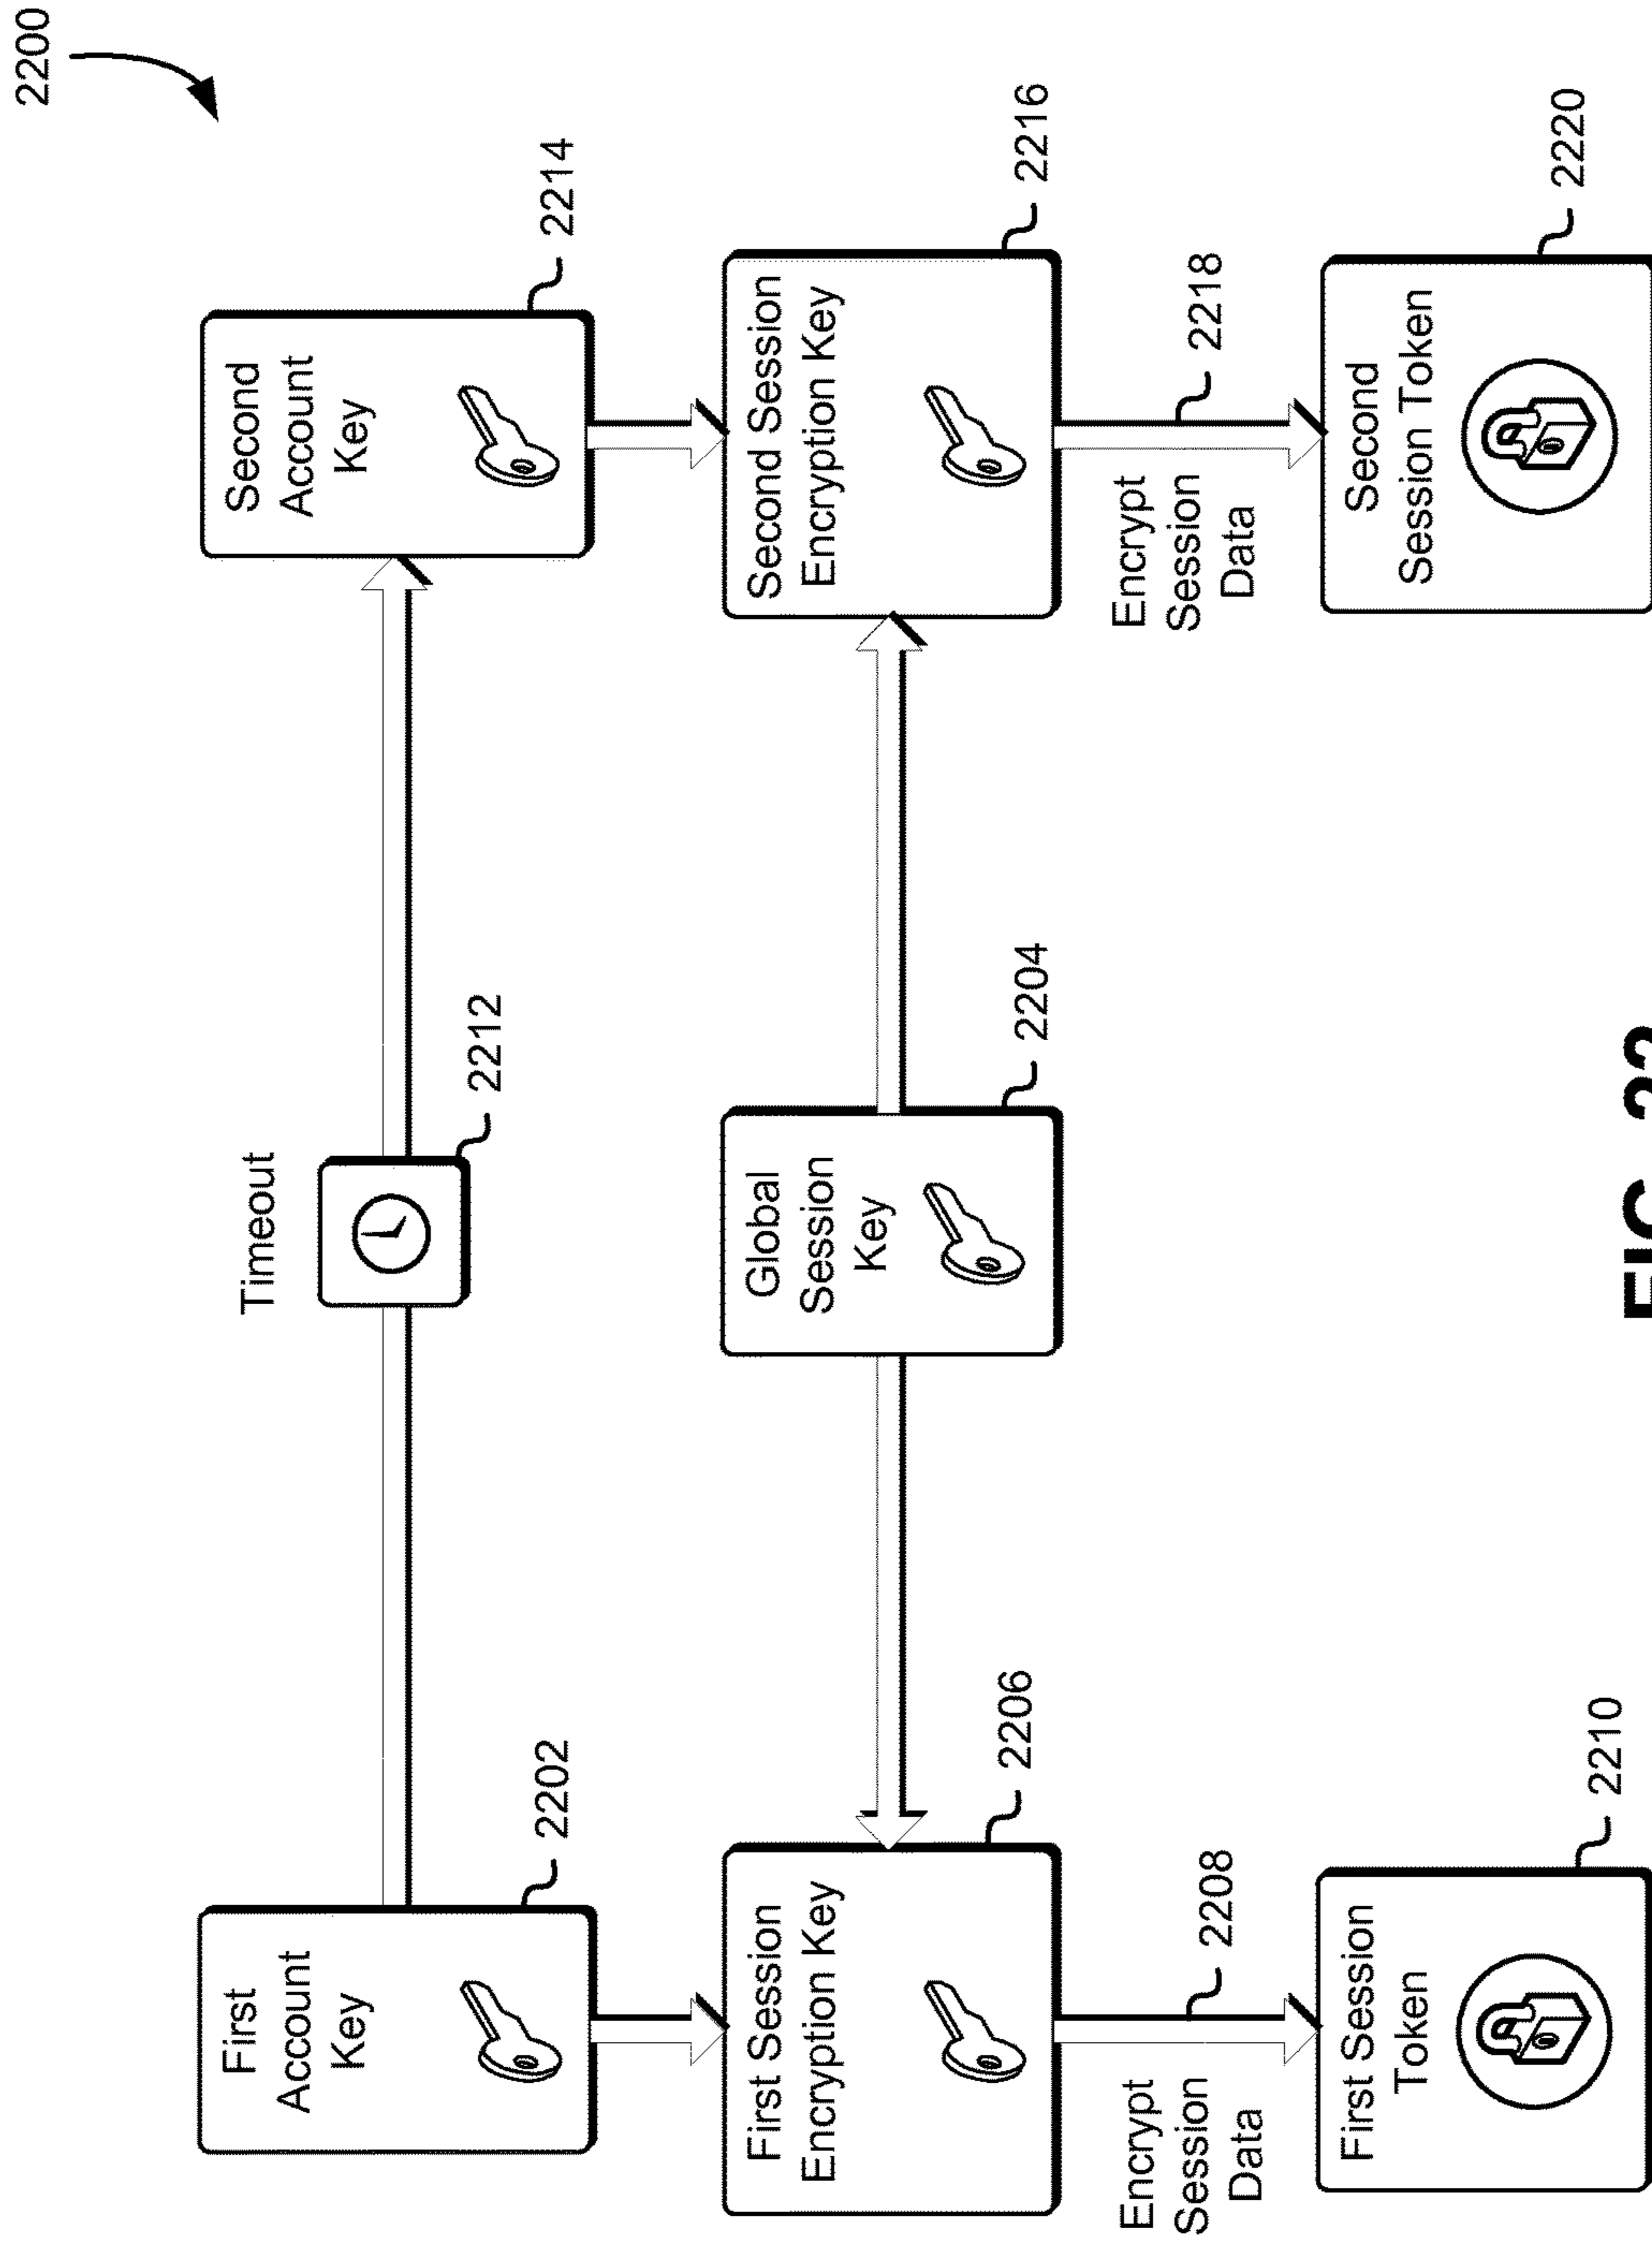 2200
Timeout
First
Account
Key
2202
2212
Second
Account
Key
2214
First Session
Encryption Key
2206
Global
Session
Key
2204
Second Session
Encryption Key
2216
Encrypt
Session
Data
2208
Encrypt
Session
Data
2218
First Session
Token
2210
Second
Session Token
2220
FIG. 22